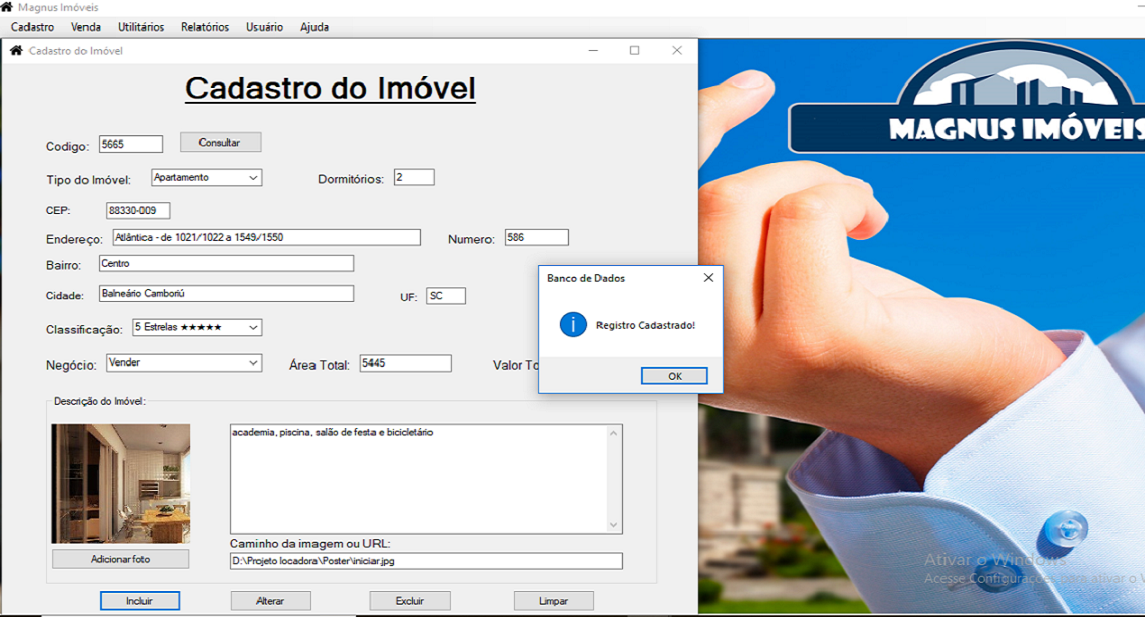 Magnus Imóveis
Cadastro Venda Utilitários Relatórios Usuário Ajuda
Cadastro do Imóvel
Cadastro do Imóvel
MAGNUS IMÓVEIS
Codigo: 5665 Consultar
Tipo do Imóvel: Apartamento Dormitórios: 2
CEP: 88330-009
Endereço: Atlântica - de 1021/1022 a 1549/1550 Numero: 586
Bairro: Centro
Cidade: Balneário Camboriú UF: SC
Classificação: 5 Estrelas ★★★★★
Negócio: Vender Área Total: 5445 Valor To
Banco de Dados
Registro Cadastrado!
OK
Descrição do Imóvel:
academia, piscina, salão de festa e bicicletário
Caminho da imagem ou URL:
Adicionar foto D:\Projeto locadora\Poster\iniciar.jpg
Incluir Alterar Excluir Limpar
Ativar o Windows
Acesse Configurações para ativar o